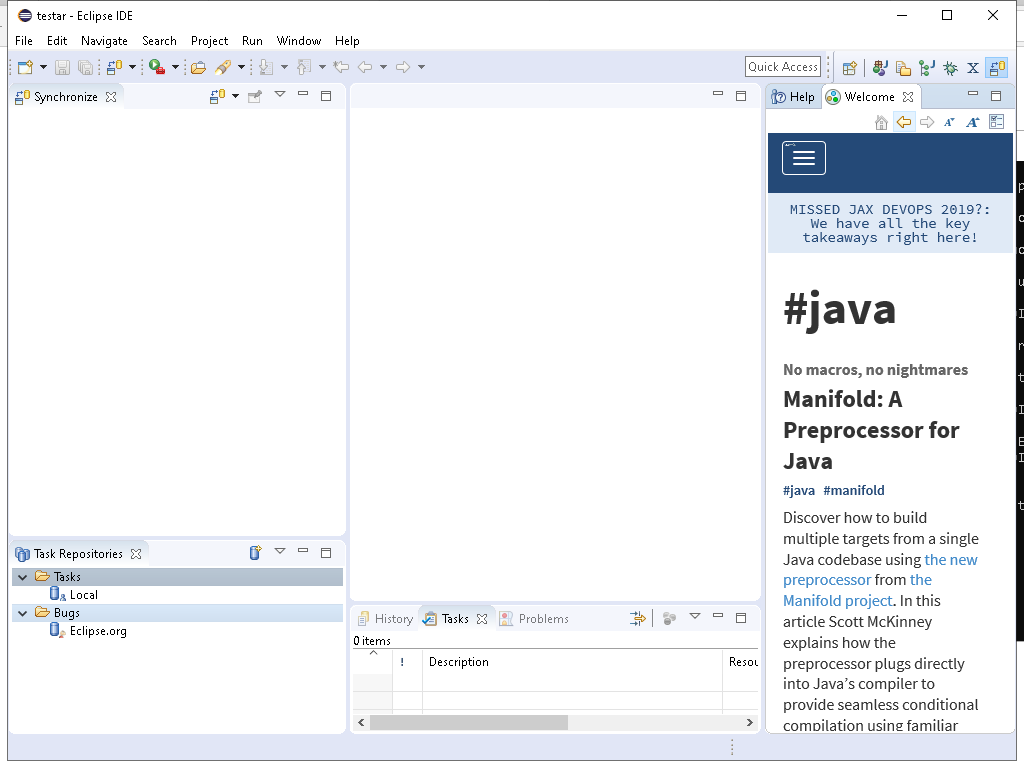 testar - Eclipse IDE
File Edit Navigate Search Project Run Window Help
Quick Access
Synchronize
Help Welcome
MISSED JAX DEVOPS 2019?:
We have all the key
takeaways right here!
#java
No macros, no nightmares
Manifold: A
Preprocessor for
Java
#java #manifold
Discover how to build
multiple targets from a single
Java codebase using the new
preprocessor from the
Manifold project. In this
article Scott McKinney
explains how the
preprocessor plugs directly
into Java’s compiler to
provide seamless conditional
compilation using familiar
Task Repositories
Tasks
Local
Bugs
Eclipse.org
History Tasks Problems
0 items
! Description Resou